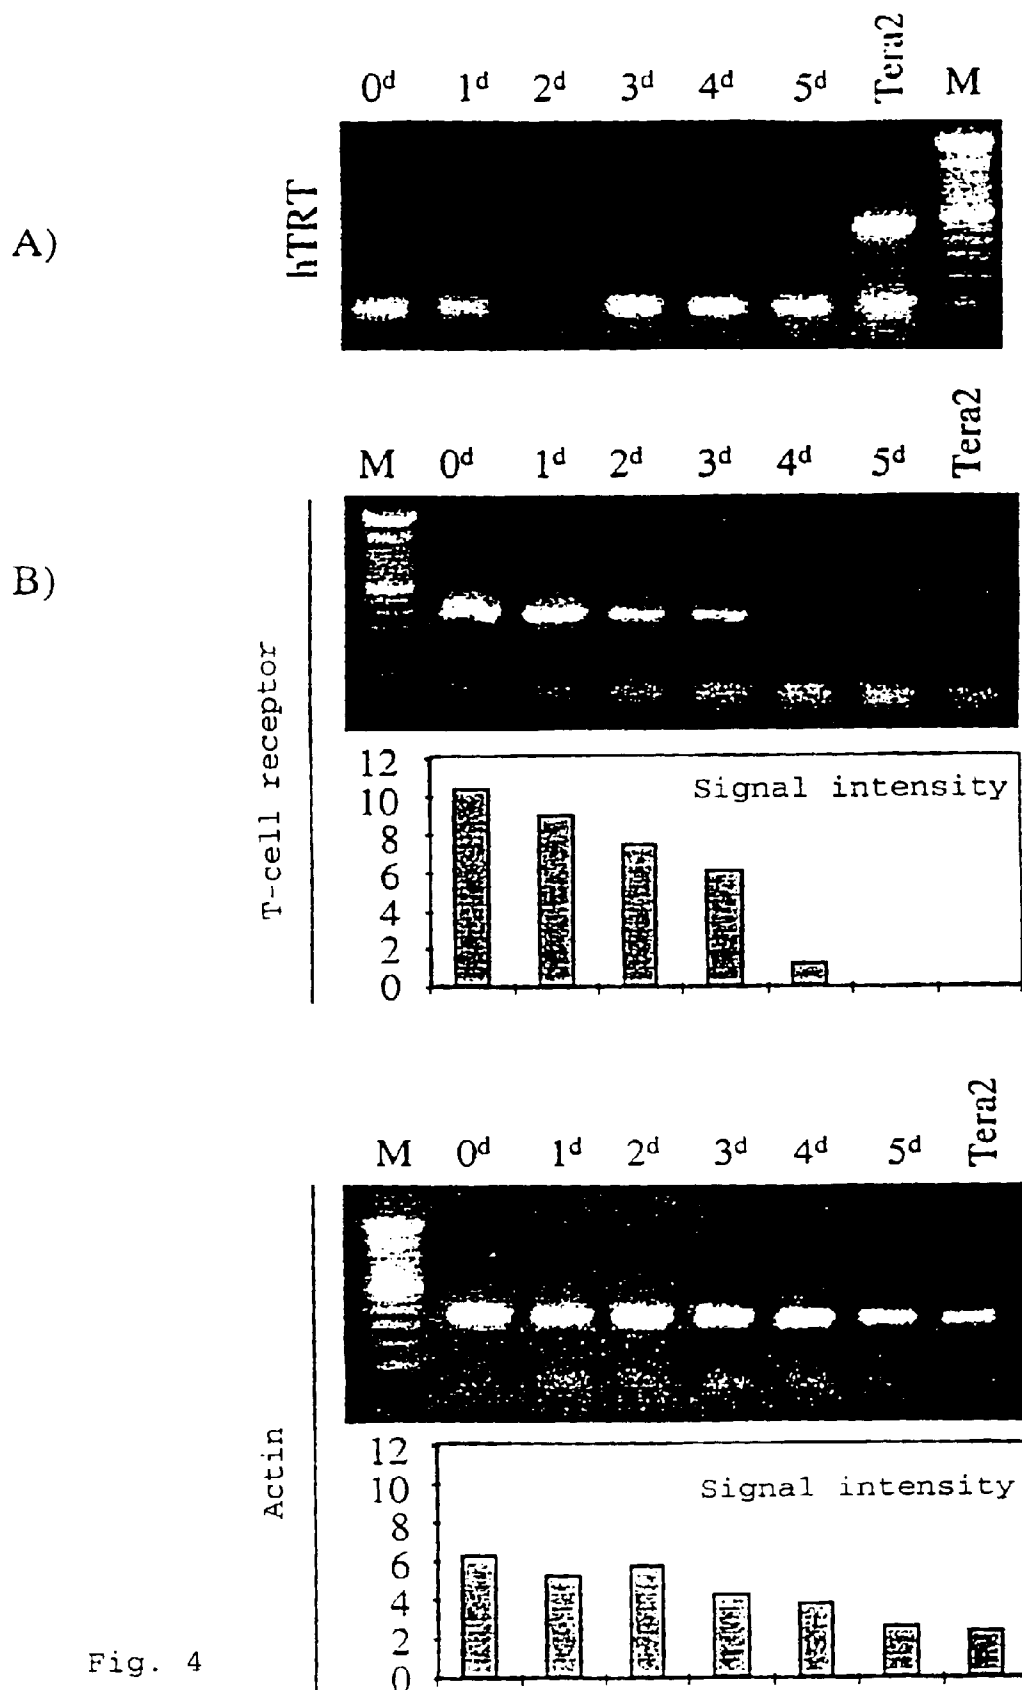 0d 1d 2d 3d 4d 5d Tera2 M
A)
hTRT
M 0d 1d 2d 3d 4d 5d Tera2
B)
T-cell receptor
12
10
8
6
4
2
0
Signal intensity
M 0d 1d 2d 3d 4d 5d Tera2
Actin
12
10
8
6
4
2
0
Signal intensity
Fig. 4